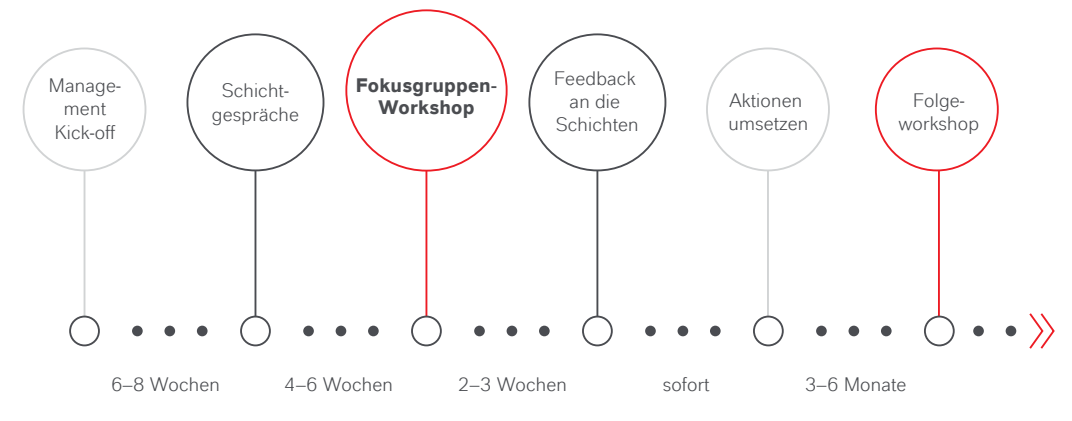 Manage-
ment
Kick-off
Schicht-
gespräche
Fokusgruppen-
Workshop
Feedback
an die
Schichten
Aktionen
umsetzen
Folge-
workshop
6–8 Wochen
4–6 Wochen
2–3 Wochen
sofort
3–6 Monate